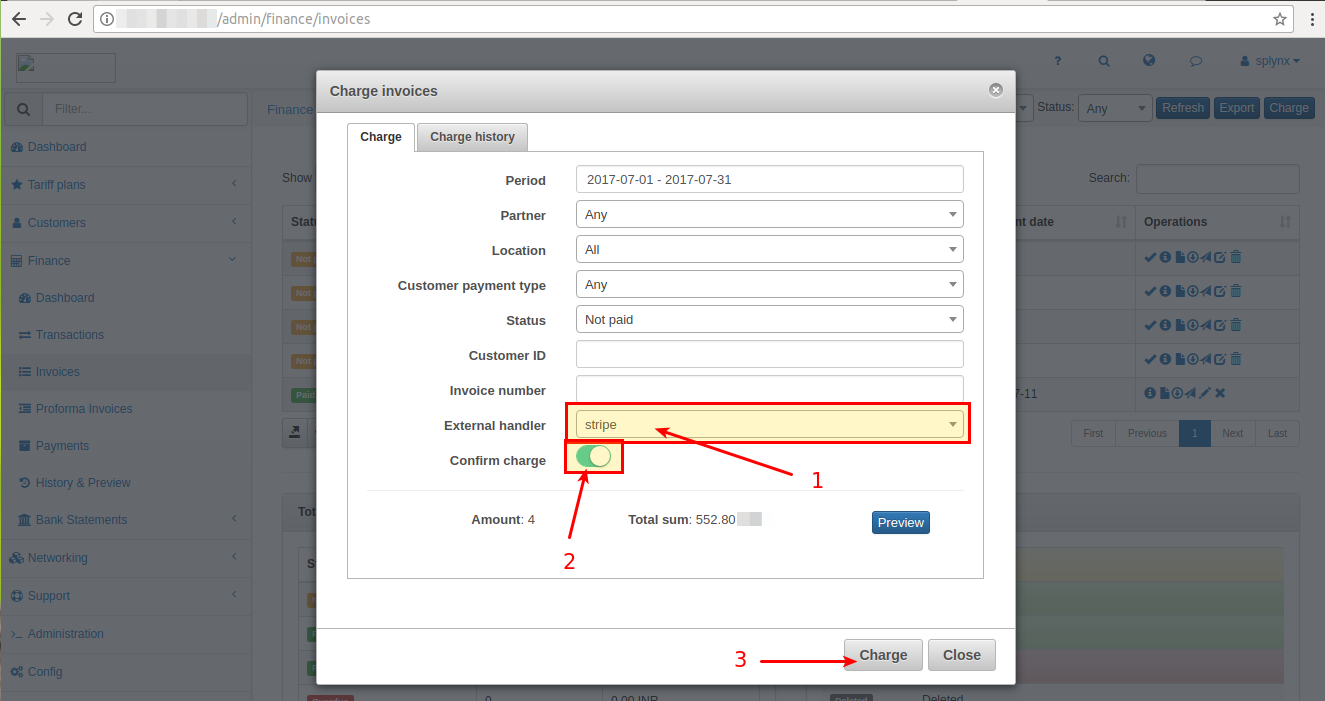 /admin/finance/invoices
? splynx
Charge invoices
Filter...
Finance
Status: Any Refresh Export Charge
Charge Charge history
Dashboard
Tariff plans
Customers
Finance
Dashboard
Transactions
Invoices
Proforma Invoices
Payments
History & Preview
Bank Statements
Networking
Support
Administration
Config
Show
Search:
date
Operations
Not
Not
Not
Not
Paid
7-11
First Previous 1 Next Last
Period 2017-07-01 - 2017-07-31
Partner Any
Location All
Customer payment type Any
Status Not paid
Customer ID
Invoice number
External handler stripe
Confirm charge
1
Amount: 4 Total sum: 552.80 Preview
2
3
Charge Close
0 0.00 INR
Deleted Deleted